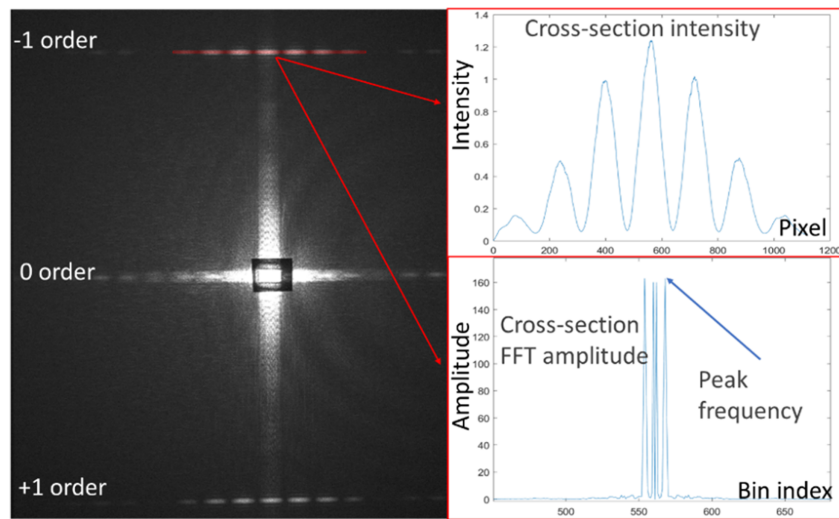 -1 order
0 order
+1 order
Cross-section intensity
Intensity
1.4
1.2
1
0.8
0.6
0.4
0.2
0
0
200
400
600
800
1000
1200
Pixel
Amplitude
160
140
120
100
80
60
40
20
0
Cross-section
FFT amplitude
Peak
frequency
500
550
600
650
Bin index